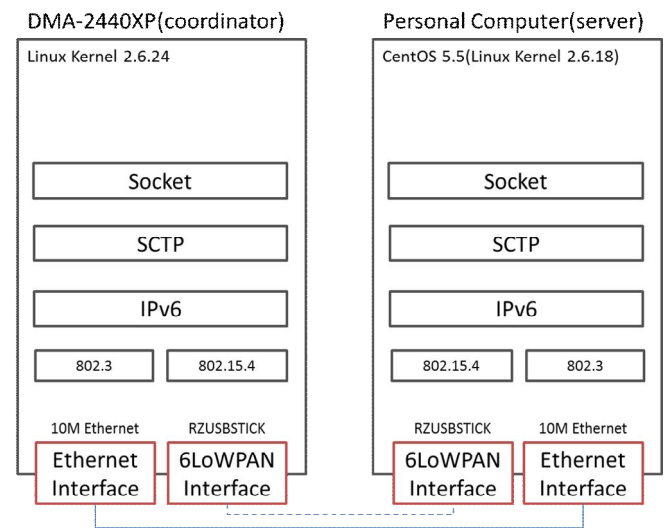 DMA-2440XP(coordinator)
Linux Kernel 2.6.24
Socket
SCTP
IPv6
802.3
802.15.4
10M Ethernet
RZUSBSTICK
Ethernet
Interface
6LoWPAN
Interface
Personal Computer(server)
CentOS 5.5(Linux Kernel 2.6.18)
Socket
SCTP
IPv6
802.15.4
802.3
RZUSBSTICK
10M Ethernet
6LoWPAN
Interface
Ethernet
Interface